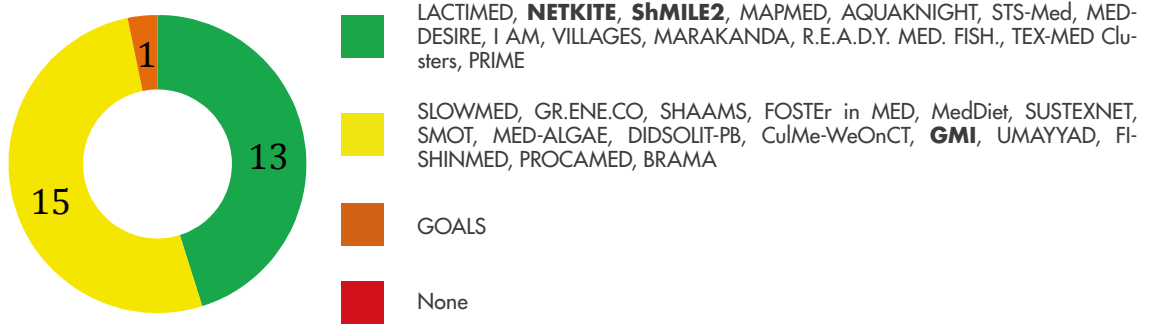 1
13
15
LACTIMED, NETKITE, ShMILE2, MAPMED, AQUAKNIGHT, STS-Med, MED-
DESIRE, I AM, VILLAGES, MARAKANDA, R.E.A.D.Y. MED. FISH., TEX-MED Clu-
sters, PRIME
SLOWMED, GR.ENE.CO, SHAAMS, FOSTEr in MED, MedDiet, SUSTEXNET,
SMOT, MED-ALGAE, DIDSOLIT-PB, CulMe-WeOnCT, GMI, UMAYYAD, FI-
SHINMED, PROCAMED, BRAMA
GOALS
None